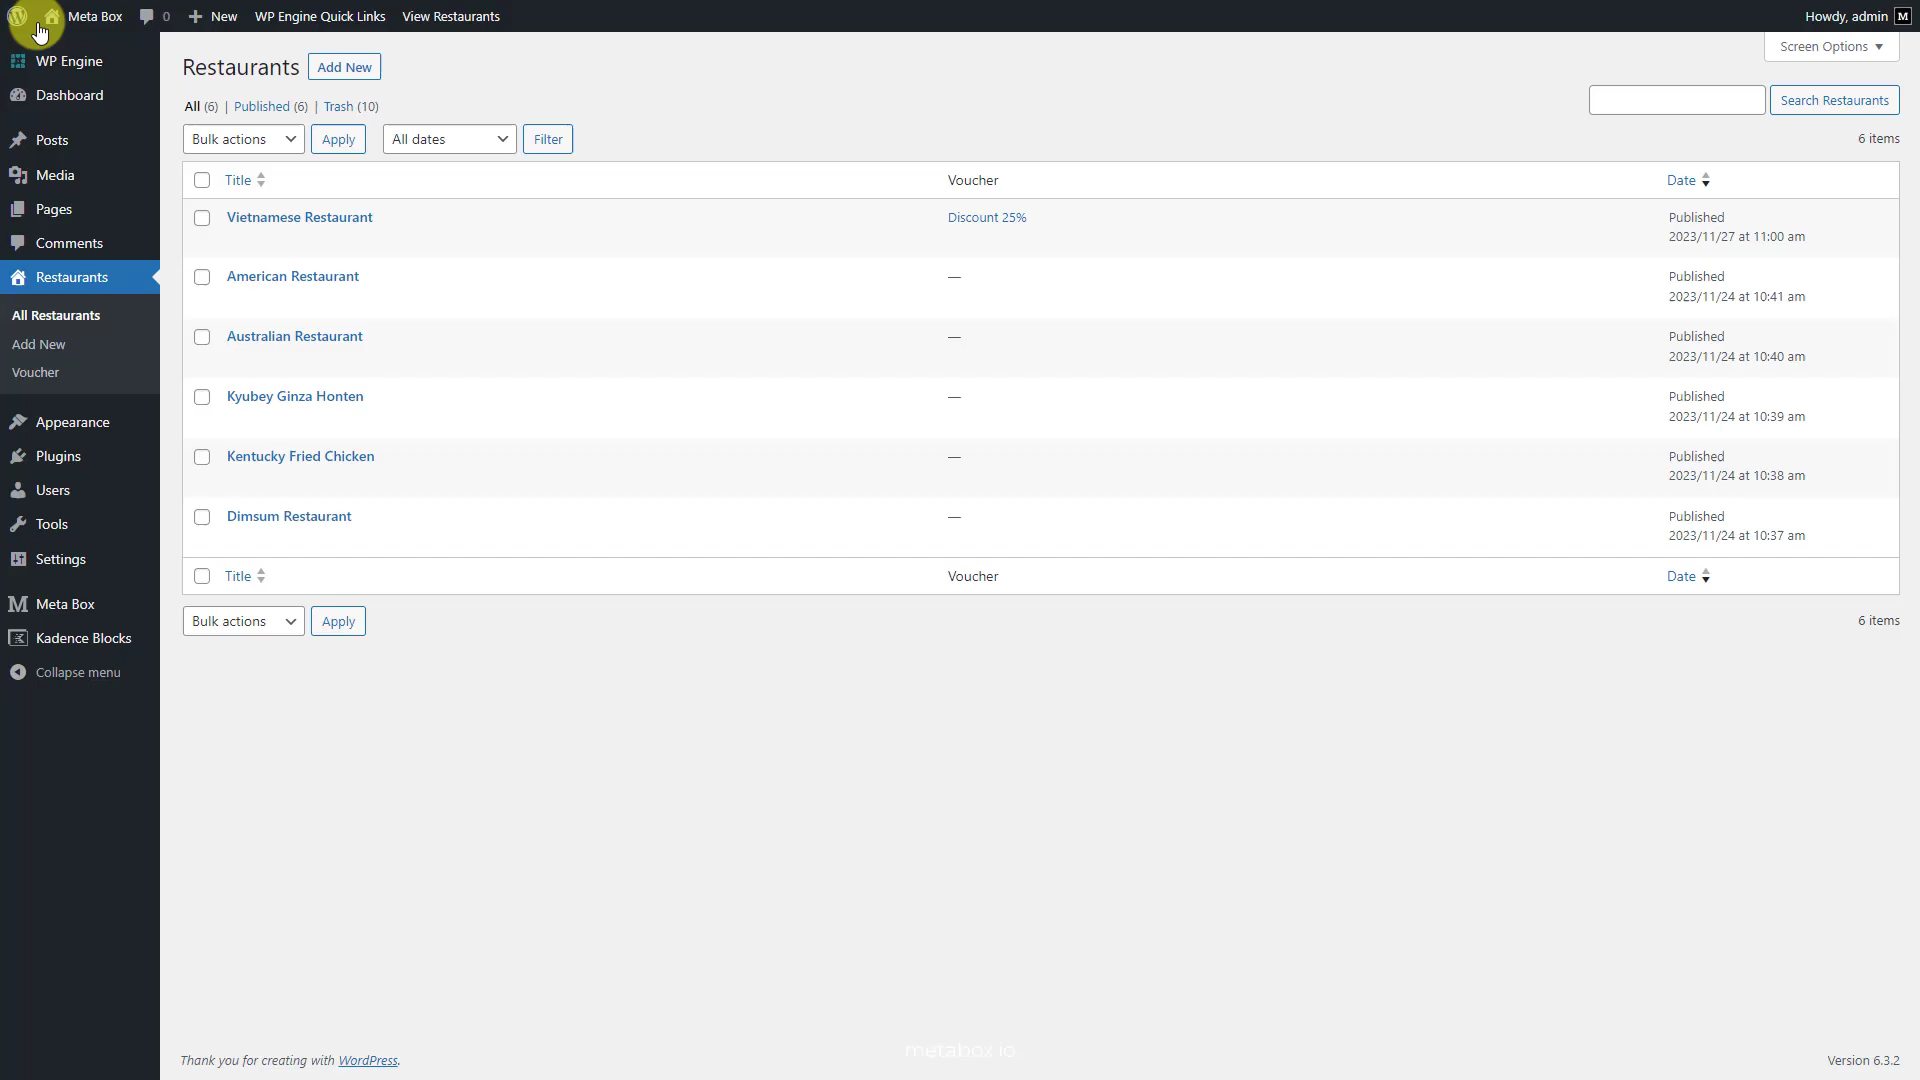 Meta Box 0 New WP Engine Quick Links View Restaurants Howdy, admin M
WP Engine
Dashboard
Posts
Media
Pages
Comments
Restaurants
All Restaurants
Add New
Voucher
Appearance
Plugins
Users
Tools
Settings
Meta Box
Kadence Blocks
Collapse menu
Screen Options
Restaurants Add New
All (6) | Published (6) | Trash (10)
Search Restaurants
Bulk actions Apply All dates Filter 6 items
Title Voucher Date
Vietnamese Restaurant Discount 25% Published
2023/11/27 at 11:00 am
American Restaurant — Published
2023/11/24 at 10:41 am
Australian Restaurant — Published
2023/11/24 at 10:40 am
Kyubey Ginza Honten — Published
2023/11/24 at 10:39 am
Kentucky Fried Chicken — Published
2023/11/24 at 10:38 am
Dimsum Restaurant — Published
2023/11/24 at 10:37 am
Title Voucher Date
Bulk actions Apply 6 items
metabox.io
Thank you for creating with WordPress. Version 6.3.2